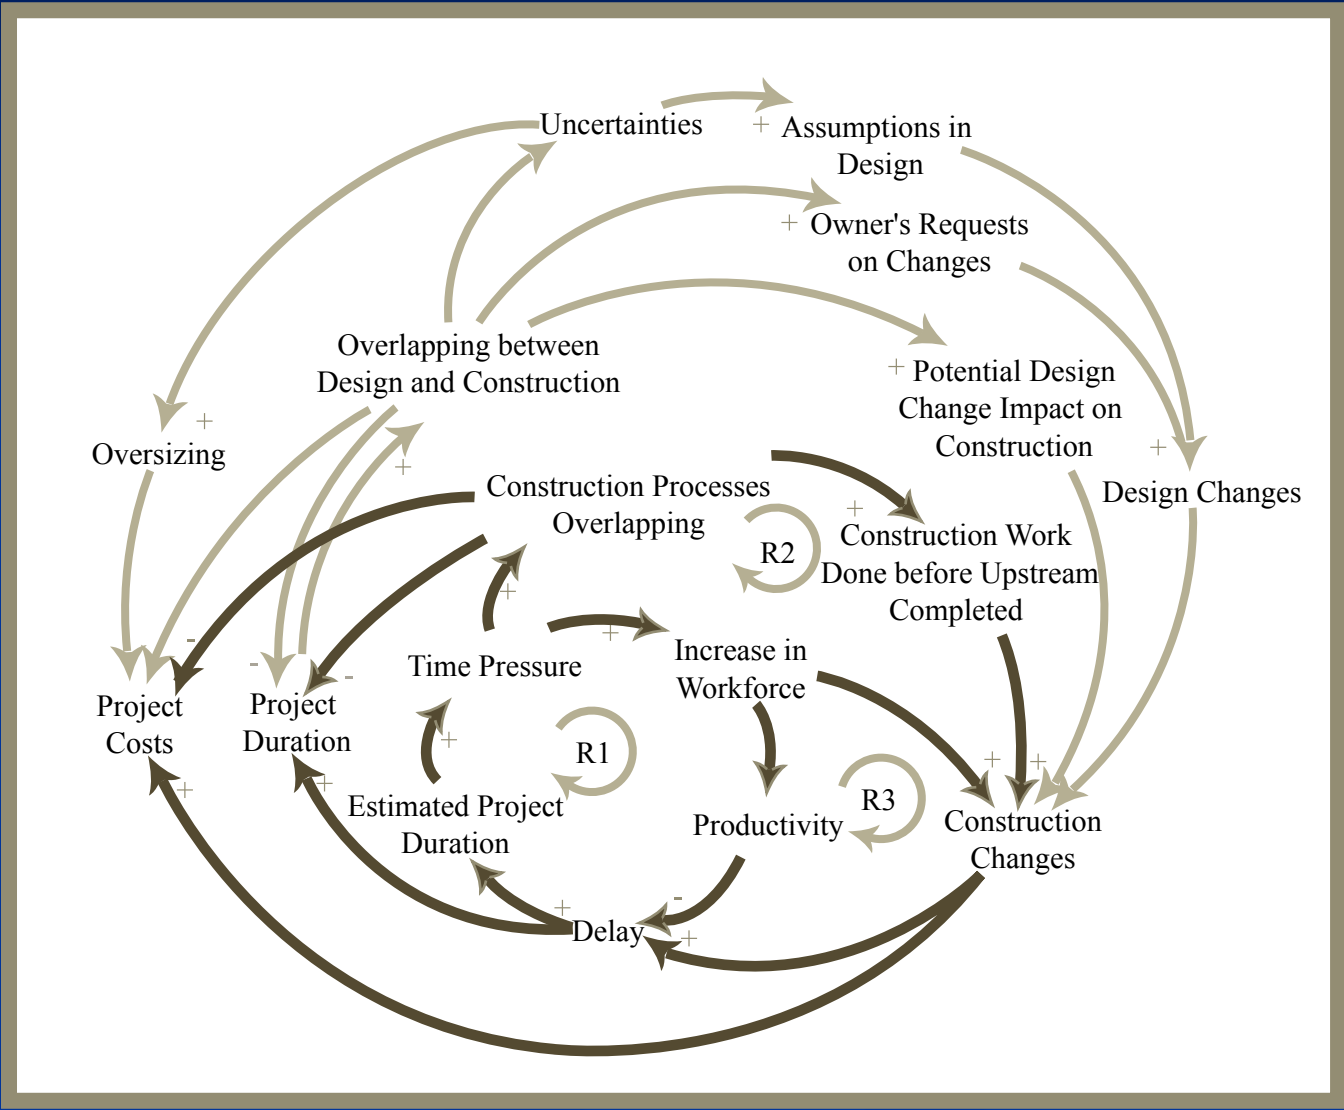 Uncertainties
+
Assumptions in
Design
+
Owner's Requests
on Changes
Overlapping between
Design and Construction
+
Potential Design
Change Impact on
Construction
+
Oversizing
+
+
Design Changes
Construction Processes
Overlapping
+
Construction Work
Done before Upstream
Completed
R2
+
+
Time Pressure
Increase in
Workforce
-
-
-
Project
Costs
Project
Duration
+
R1
+
+
+
+
Estimated Project
Duration
Productivity
R3
Construction
Changes
+
-
Delay
+